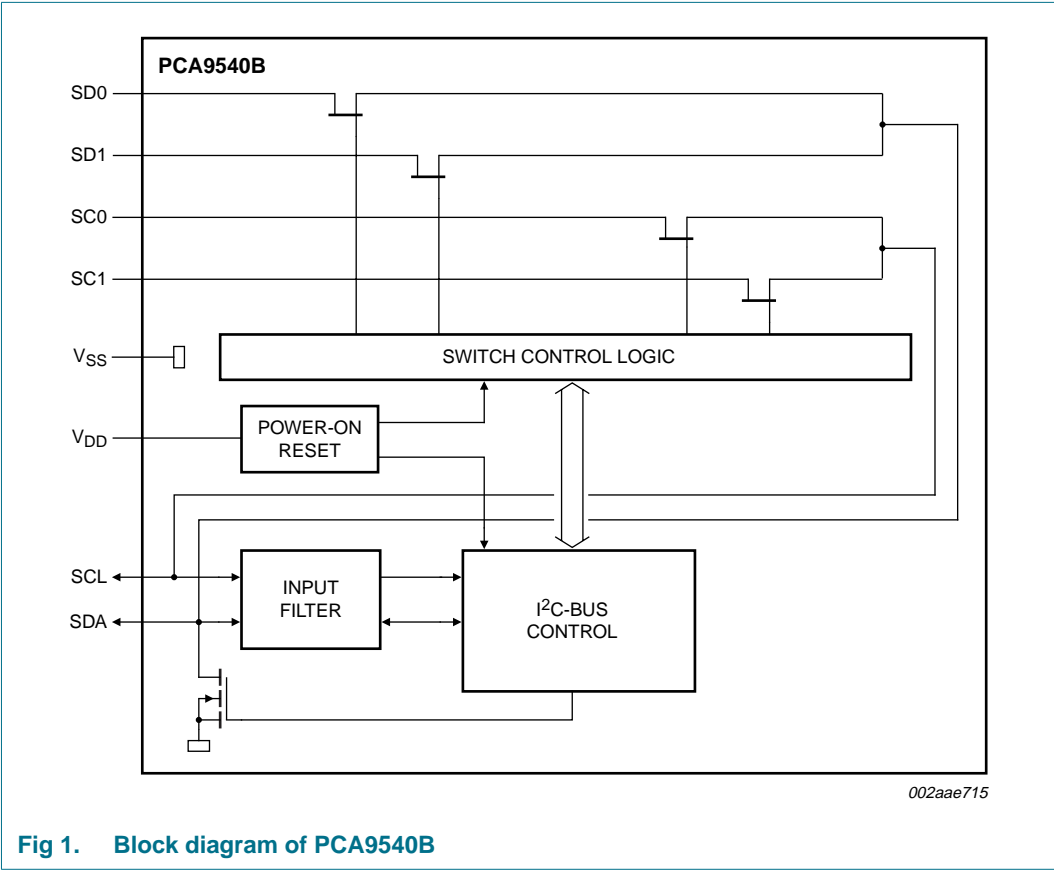 PCA9540B
SD0
SD1
SC0
SC1
VSS
SWITCH CONTROL LOGIC
VDD
POWER-ON
RESET
SCL
SDA
INPUT
FILTER
I2C-BUS
CONTROL
002aae715
Fig 1. Block diagram of PCA9540B